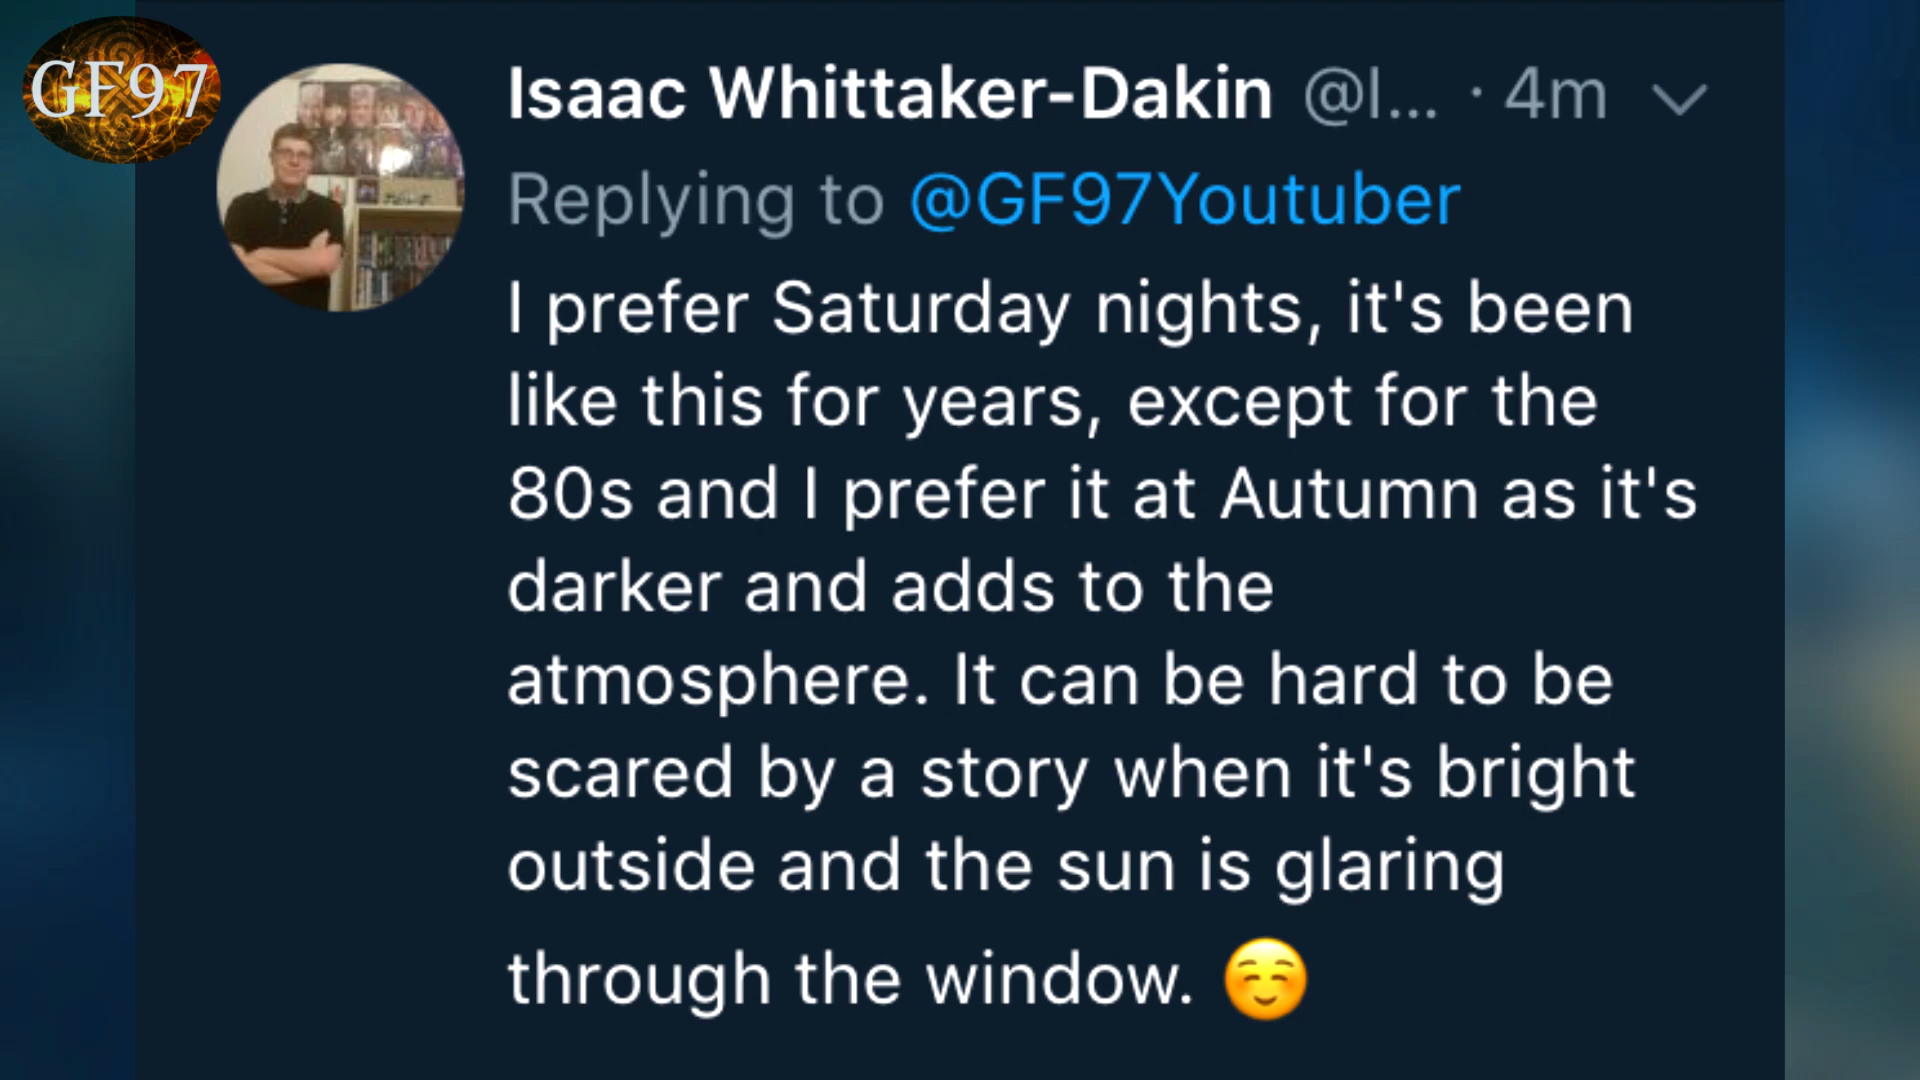 GF97
Isaac Whittaker-Dakin @I... · 4m
Replying to @GF97Youtuber
I prefer Saturday nights, it's been
like this for years, except for the
80s and I prefer it at Autumn as it's
darker and adds to the
atmosphere. It can be hard to be
scared by a story when it's bright
outside and the sun is glaring
through the window. ☺️